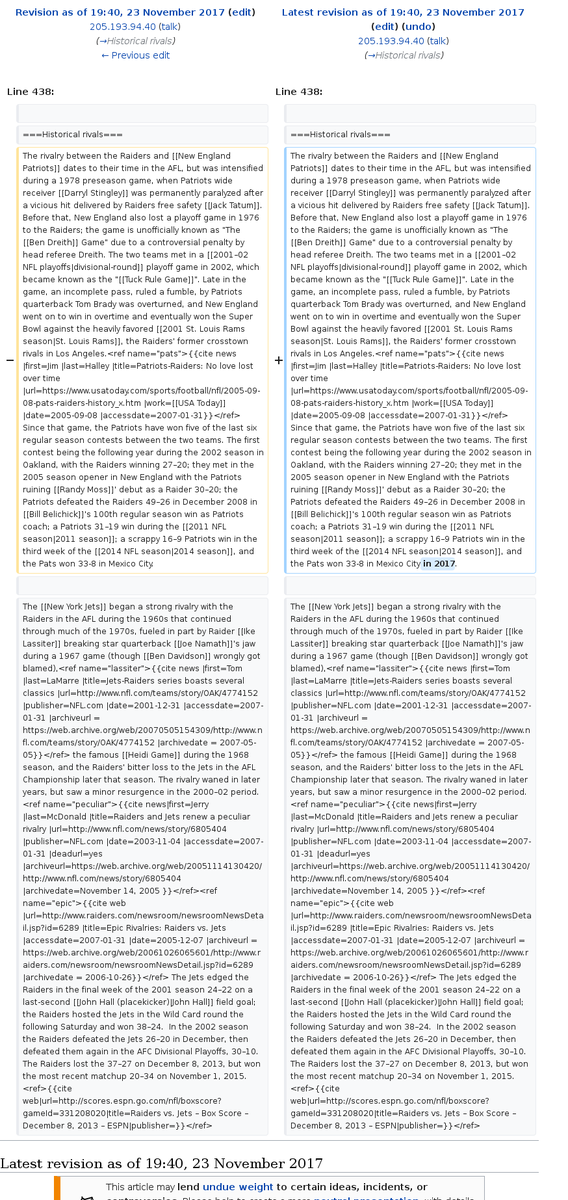 Revision as of 19:40, 23 November 2017 (edit)
205.193.94.40 (talk)
(→Historical rivals)
← Previous edit
Latest revision as of 19:40, 23 November 2017
(edit) (undo)
205.193.94.40 (talk)
(→Historical rivals)
Line 438:
Line 438:
===Historical rivals===
===Historical rivals===
−
The rivalry between the Raiders and [[New England
Patriots]] dates to their time in the AFL, but was intensified
during a 1978 preseason game, when Patriots wide
receiver [[Darryl Stingley]] was permanently paralyzed after
a vicious hit delivered by Raiders free safety [[Jack Tatum]].
Before that, New England also lost a playoff game in 1976
to the Raiders; the game is unofficially known as "The
[[Ben Dreith]] Game" due to a controversial penalty by
head referee Dreith. The two teams met in a [[2001–02
NFL playoffs|divisional-round]] playoff game in 2002, which
became known as the "[[Tuck Rule Game]]". Late in the
game, an incomplete pass, ruled a fumble, by Patriots
quarterback Tom Brady was overturned, and New England
went on to win in overtime and eventually won the Super
Bowl against the heavily favored [[2001 St. Louis Rams
season|St. Louis Rams]], the Raiders' former crosstown
rivals in Los Angeles.<ref name="pats">{{cite news
|first=Jim |last=Halley |title=Patriots-Raiders: No love lost
over time
|url=https://www.usatoday.com/sports/football/nfl/2005-09-
08-pats-raiders-history_x.htm |work=[[USA Today]]
|date=2005-09-08 |accessdate=2007-01-31}}</ref>
Since that game, the Patriots have won five of the last six
regular season contests between the two teams. The first
contest being the following year during the 2002 season in
Oakland, with the Raiders winning 27–20; they met in the
2005 season opener in New England with the Patriots
ruining [[Randy Moss]]' debut as a Raider 30–20; the
Patriots defeated the Raiders 49–26 in December 2008 in
[[Bill Belichick]]'s 100th regular season win as Patriots
coach; a Patriots 31–19 win during the [[2011 NFL
season|2011 season]]; a scrappy 16–9 Patriots win in the
third week of the [[2014 NFL season|2014 season]], and
the Pats won 33-8 in Mexico City.
+
The rivalry between the Raiders and [[New England
Patriots]] dates to their time in the AFL, but was intensified
during a 1978 preseason game, when Patriots wide
receiver [[Darryl Stingley]] was permanently paralyzed after
a vicious hit delivered by Raiders free safety [[Jack Tatum]].
Before that, New England also lost a playoff game in 1976
to the Raiders; the game is unofficially known as "The
[[Ben Dreith]] Game" due to a controversial penalty by
head referee Dreith. The two teams met in a [[2001–02
NFL playoffs|divisional-round]] playoff game in 2002, which
became known as the "[[Tuck Rule Game]]". Late in the
game, an incomplete pass, ruled a fumble, by Patriots
quarterback Tom Brady was overturned, and New England
went on to win in overtime and eventually won the Super
Bowl against the heavily favored [[2001 St. Louis Rams
season|St. Louis Rams]], the Raiders' former crosstown
rivals in Los Angeles.<ref name="pats">{{cite news
|first=Jim |last=Halley |title=Patriots-Raiders: No love lost
over time
|url=https://www.usatoday.com/sports/football/nfl/2005-09-
08-pats-raiders-history_x.htm |work=[[USA Today]]
|date=2005-09-08 |accessdate=2007-01-31}}</ref>
Since that game, the Patriots have won five of the last six
regular season contests between the two teams. The first
contest being the following year during the 2002 season in
Oakland, with the Raiders winning 27–20; they met in the
2005 season opener in New England with the Patriots
ruining [[Randy Moss]]' debut as a Raider 30–20; the
Patriots defeated the Raiders 49–26 in December 2008 in
[[Bill Belichick]]'s 100th regular season win as Patriots
coach; a Patriots 31–19 win during the [[2011 NFL
season|2011 season]]; a scrappy 16–9 Patriots win in the
third week of the [[2014 NFL season|2014 season]], and
the Pats won 33-8 in Mexico City in 2017.
The [[New York Jets]] began a strong rivalry with the
Raiders in the AFL during the 1960s that continued
through much of the 1970s, fueled in part by Raider [[Ike
Lassiter]] breaking star quarterback [[Joe Namath]]'s jaw
during a 1967 game (though [[Ben Davidson]] wrongly got
blamed),<ref name="lassiter">{{cite news |first=Tom
|last=LaMarre |title=Jets-Raiders series boasts several
classics |url=http://www.nfl.com/teams/story/OAK/4774152
|publisher=NFL.com |date=2001-12-31 |accessdate=2007-
01-31 |archiveurl =
https://web.archive.org/web/20070505154309/http://www.n
fl.com/teams/story/OAK/4774152 |archivedate = 2007-05-
05}}</ref> the famous [[Heidi Game]] during the 1968
season, and the Raiders' bitter loss to the Jets in the AFL
Championship later that season. The rivalry waned in later
years, but saw a minor resurgence in the 2000–02 period.
<ref name="peculiar">{{cite news|first=Jerry
|last=McDonald |title=Raiders and Jets renew a peculiar
rivalry |url=http://www.nfl.com/news/story/6805404
|publisher=NFL.com |date=2003-11-04 |accessdate=2007-
01-31 |deadurl=yes
|archiveurl=https://web.archive.org/web/20051114130420/
http://www.nfl.com/news/story/6805404
|archivedate=November 14, 2005 }}</ref><ref
name="epic">{{cite web
|url=http://www.raiders.com/newsroom/newsroomNewsDeta
il.jsp?id=6289 |title=Epic Rivalries: Raiders vs. Jets
|accessdate=2007-01-31 |date=2005-12-07 |archiveurl =
https://web.archive.org/web/20061026065601/http://www.r
aiders.com/newsroom/newsroomNewsDetail.jsp?id=6289
|archivedate = 2006-10-26}}</ref> The Jets edged the
Raiders in the final week of the 2001 season 24–22 on a
last-second [[John Hall (placekicker)|John Hall]] field goal;
the Raiders hosted the Jets in the Wild Card round the
following Saturday and won 38–24.  In the 2002 season
the Raiders defeated the Jets 26–20 in December, then
defeated them again in the AFC Divisional Playoffs, 30–10.
The Raiders lost the 37–27 on December 8, 2013, but won
the most recent matchup 20–34 on November 1, 2015.
<ref>{{cite
web|url=http://scores.espn.go.com/nfl/boxscore?
gameId=331208020|title=Raiders vs. Jets – Box Score –
December 8, 2013 – ESPN|publisher=}}</ref>
The [[New York Jets]] began a strong rivalry with the
Raiders in the AFL during the 1960s that continued
through much of the 1970s, fueled in part by Raider [[Ike
Lassiter]] breaking star quarterback [[Joe Namath]]'s jaw
during a 1967 game (though [[Ben Davidson]] wrongly got
blamed),<ref name="lassiter">{{cite news |first=Tom
|last=LaMarre |title=Jets-Raiders series boasts several
classics |url=http://www.nfl.com/teams/story/OAK/4774152
|publisher=NFL.com |date=2001-12-31 |accessdate=2007-
01-31 |archiveurl =
https://web.archive.org/web/20070505154309/http://www.n
fl.com/teams/story/OAK/4774152 |archivedate = 2007-05-
05}}</ref> the famous [[Heidi Game]] during the 1968
season, and the Raiders' bitter loss to the Jets in the AFL
Championship later that season. The rivalry waned in later
years, but saw a minor resurgence in the 2000–02 period.
<ref name="peculiar">{{cite news|first=Jerry
|last=McDonald |title=Raiders and Jets renew a peculiar
rivalry |url=http://www.nfl.com/news/story/6805404
|publisher=NFL.com |date=2003-11-04 |accessdate=2007-
01-31 |deadurl=yes
|archiveurl=https://web.archive.org/web/20051114130420/
http://www.nfl.com/news/story/6805404
|archivedate=November 14, 2005 }}</ref><ref
name="epic">{{cite web
|url=http://www.raiders.com/newsroom/newsroomNewsDeta
il.jsp?id=6289 |title=Epic Rivalries: Raiders vs. Jets
|accessdate=2007-01-31 |date=2005-12-07 |archiveurl =
https://web.archive.org/web/20061026065601/http://www.r
aiders.com/newsroom/newsroomNewsDetail.jsp?id=6289
|archivedate = 2006-10-26}}</ref> The Jets edged the
Raiders in the final week of the 2001 season 24–22 on a
last-second [[John Hall (placekicker)|John Hall]] field goal;
the Raiders hosted the Jets in the Wild Card round the
following Saturday and won 38–24.  In the 2002 season
the Raiders defeated the Jets 26–20 in December, then
defeated them again in the AFC Divisional Playoffs, 30–10.
The Raiders lost the 37–27 on December 8, 2013, but won
the most recent matchup 20–34 on November 1, 2015.
<ref>{{cite
web|url=http://scores.espn.go.com/nfl/boxscore?
gameId=331208020|title=Raiders vs. Jets – Box Score –
December 8, 2013 – ESPN|publisher=}}</ref>
Latest revision as of 19:40, 23 November 2017
This article may lend undue weight to certain ideas, incidents, or